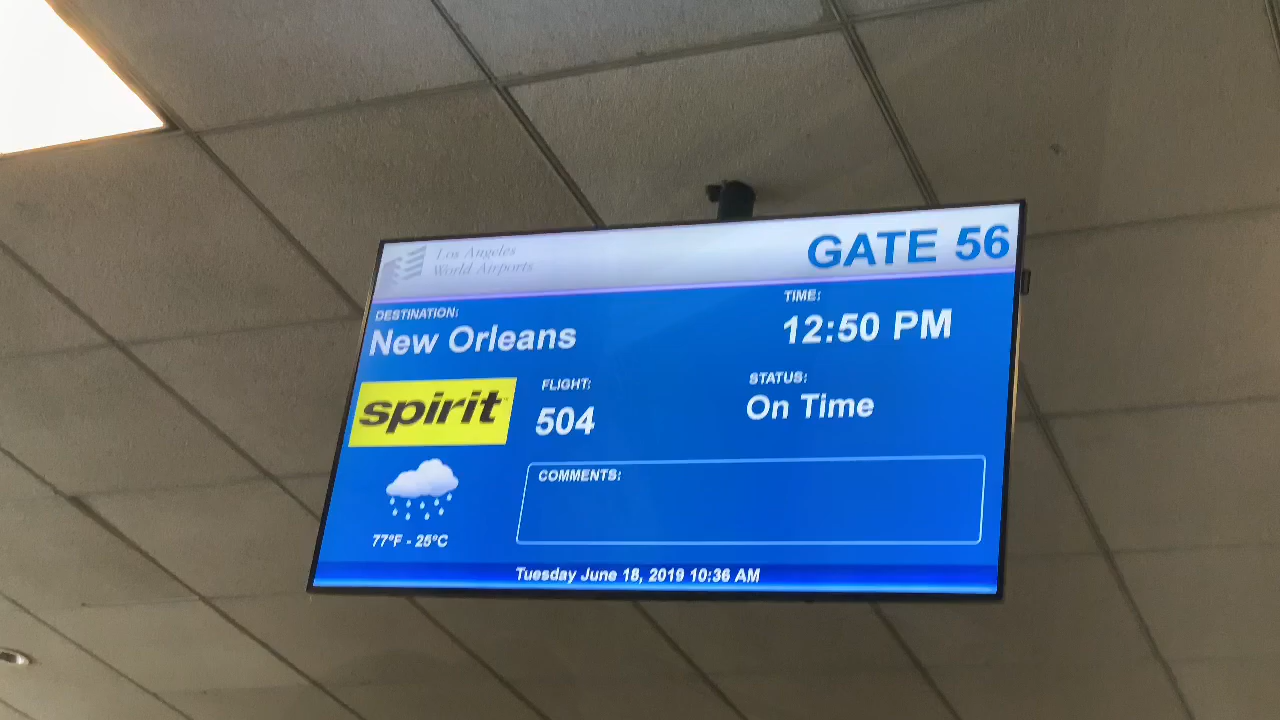 Los Angeles
World Airports
GATE 56
DESTINATION:
New Orleans
TIME:
12:50 PM
spirit
FLIGHT:
504
STATUS:
On Time
COMMENTS:
77°F - 25°C
Tuesday June 18, 2019 10:36 AM